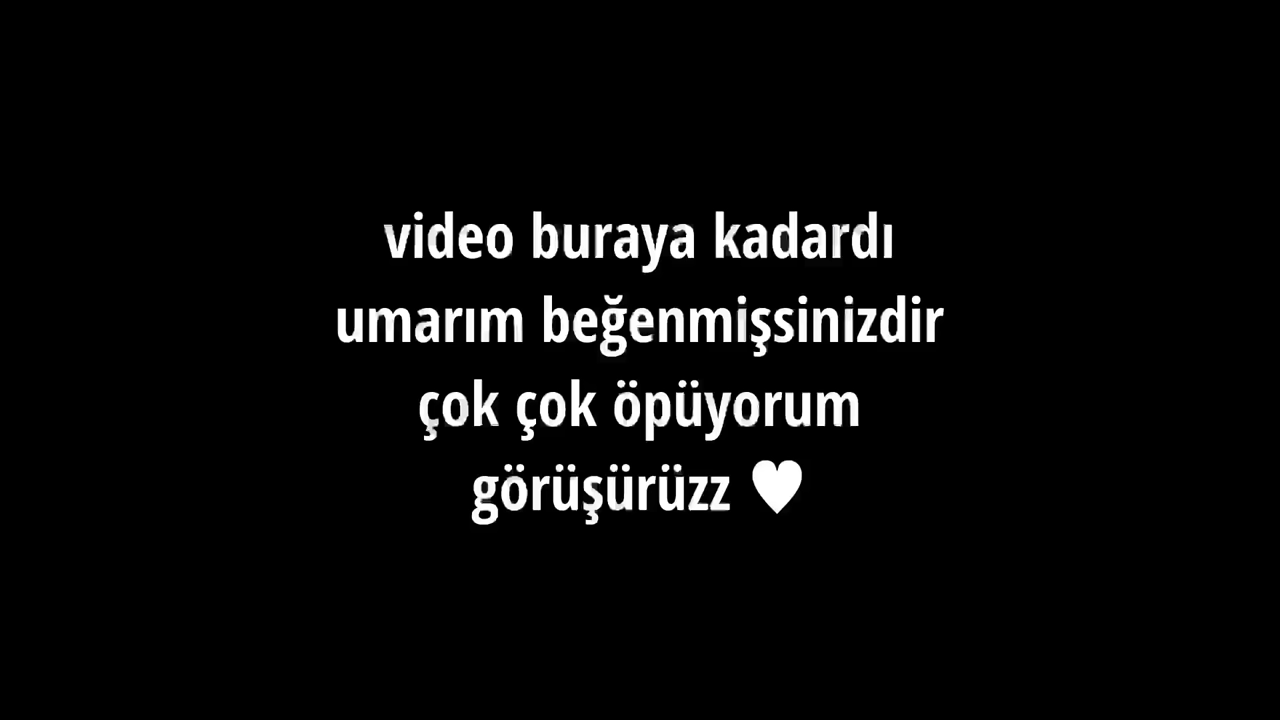 video buraya kadardı
umarım beğenmişsinizdir
çok çok öpüyorum
görüşürüzz ♥